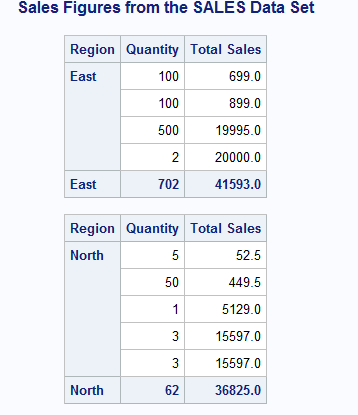 Sales Figures from the SALES Data Set
Region Quantity Total Sales
East 100 699.0
100 899.0
500 19995.0
2 20000.0
East 702 41593.0
Region Quantity Total Sales
North 5 52.5
50 449.5
1 5129.0
3 15597.0
3 15597.0
North 62 36825.0